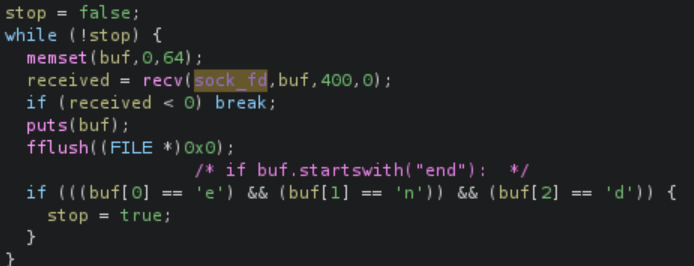 stop = false;
while (!stop) {
memset(buf,0,64);
received = recv(sock_fd,buf,400,0);
if (received < 0) break;
puts(buf);
fflush((FILE *)0x0);
/* if buf.startswith("end"):  */
if (((buf[0] == 'e') && (buf[1] == 'n')) && (buf[2] == 'd')) {
stop = true;
}
}